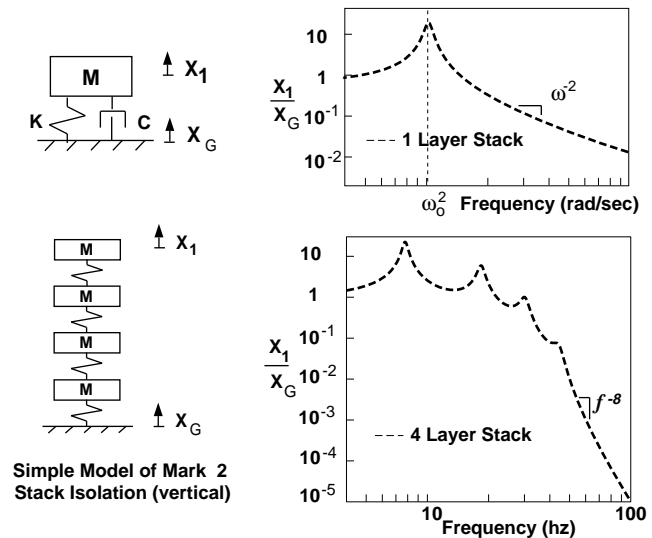 M
X1
K
C
XG
10
1
10-1
10-2
X1
XG
ω-2
1 Layer Stack
ωo2 Frequency (rad/sec)
M
X1
M
M
M
XG
Simple Model of Mark 2
Stack Isolation (vertical)
10
1
10-1
10-2
10-3
10-4
10-5
X1
XG
f-8
4 Layer Stack
10
100
Frequency (hz)